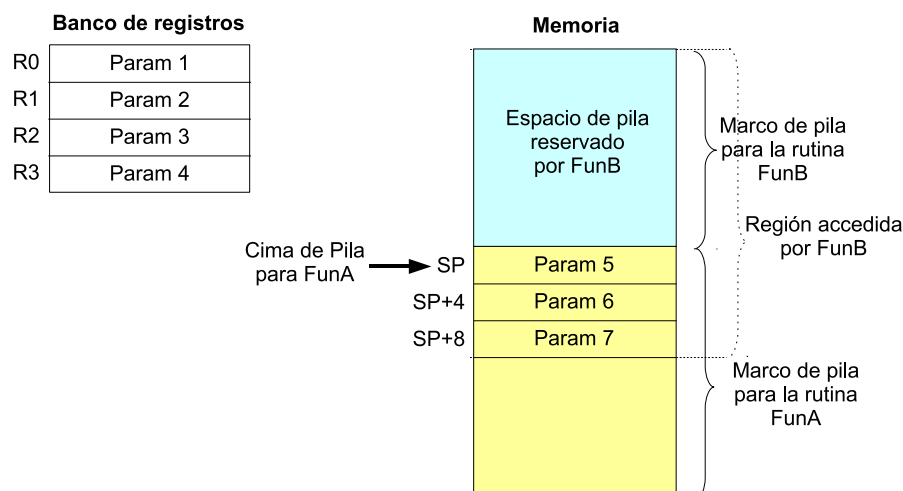 Banco de registros
R0
Param 1
R1
Param 2
R2
Param 3
R3
Param 4
Memoria
Espacio de pila
reservado
por FunB
Marco de pila
para la rutina
FunB
Región accedida
por FunB
Cima de Pila
para FunA
SP
Param 5
SP+4
Param 6
SP+8
Param 7
Marco de pila
para la rutina
FunA